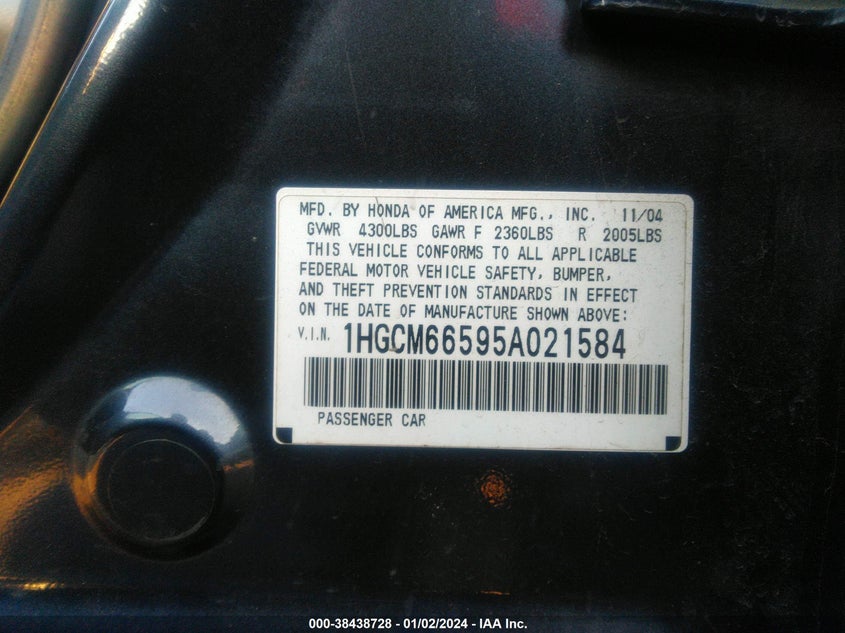 MFD. BY HONDA OF AMERICA MFG., INC. 11/04
GVWR 4300LBS GAWR F 2360LBS R 2005LBS
THIS VEHICLE CONFORMS TO ALL APPLICABLE
FEDERAL MOTOR VEHICLE SAFETY, BUMPER,
AND THEFT PREVENTION STANDARDS IN EFFECT
ON THE DATE OF MANUFACTURE SHOWN ABOVE:
V.I.N. 1HGCM66595A021584
PASSENGER CAR
000-38438728 - 01/02/2024 - IAA Inc.